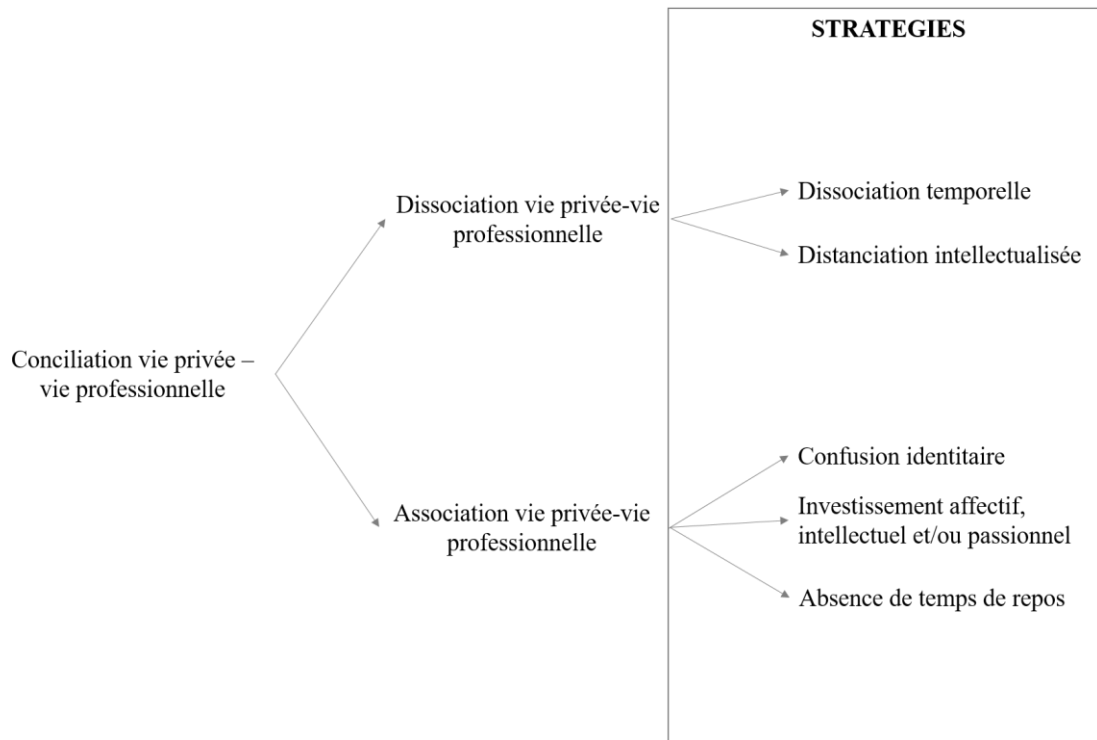 STRATEGIES
Dissociation vie privée-vie
professionnelle
Dissociation temporelle
Distanciation intellectualisée
Conciliation vie privée –
vie professionnelle
Association vie privée-vie
professionnelle
Confusion identitaire
Investissement affectif,
intellectuel et/ou passionnel
Absence de temps de repos